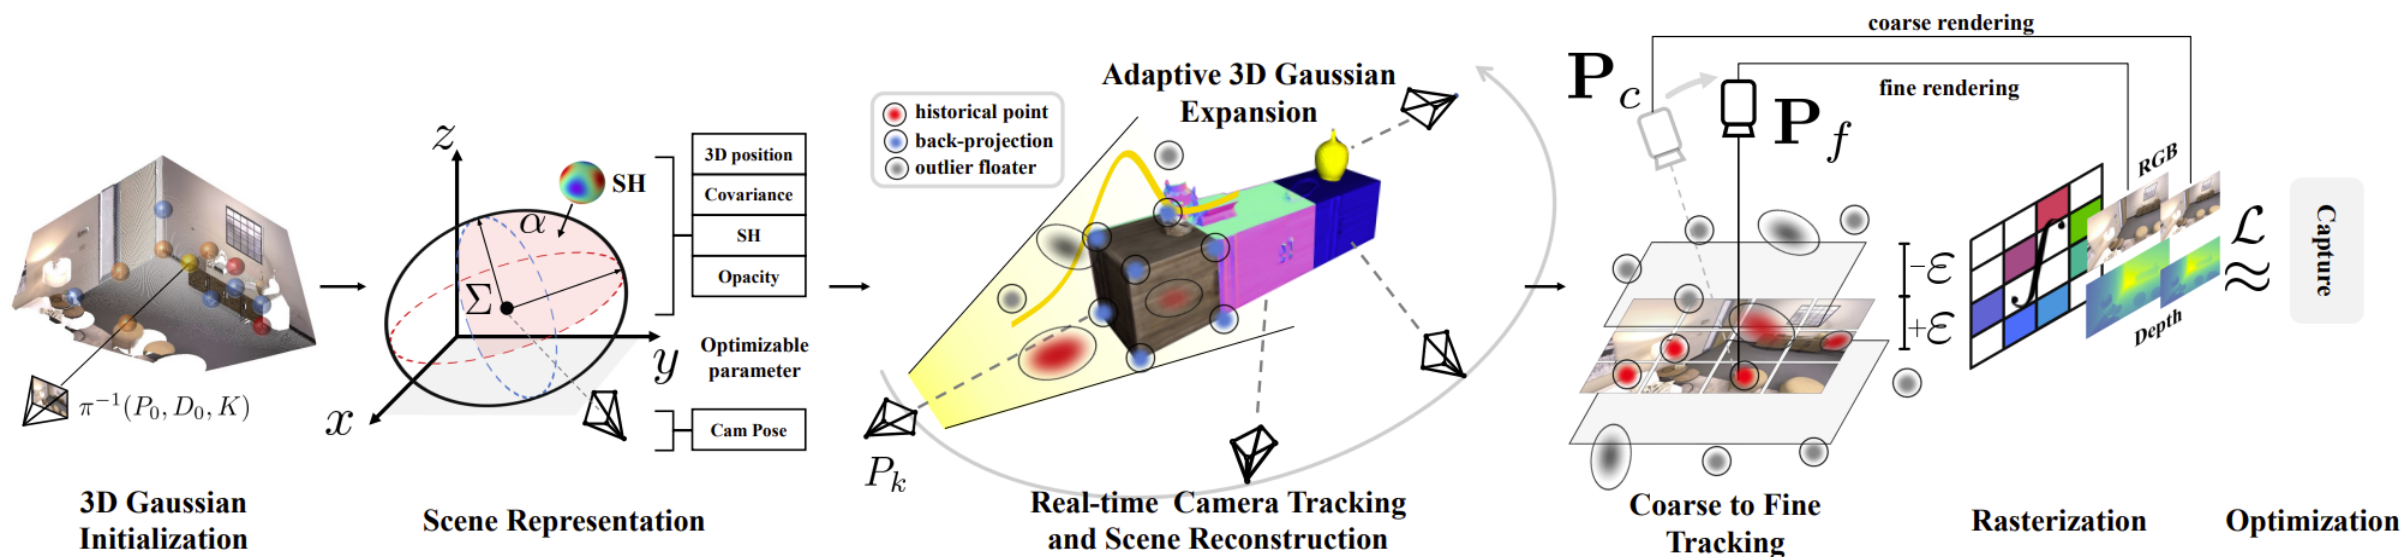 π⁻¹(P₀, D₀, K)
3D Gaussian
Initialization
z
y
x
α
Σ
SH
3D position
Covariance
SH
Opacity
Optimizable
parameter
Cam Pose
Scene Representation
Adaptive 3D Gaussian
Expansion
historical point
back-projection
outlier floater
Pₖ
Real-time Camera Tracking
and Scene Reconstruction
coarse rendering
fine rendering
P_c
P_f
−ε
+ε
Coarse to Fine
Tracking
∫
RGB
Depth
Rasterization
ℒ
≈
Capture
Optimization